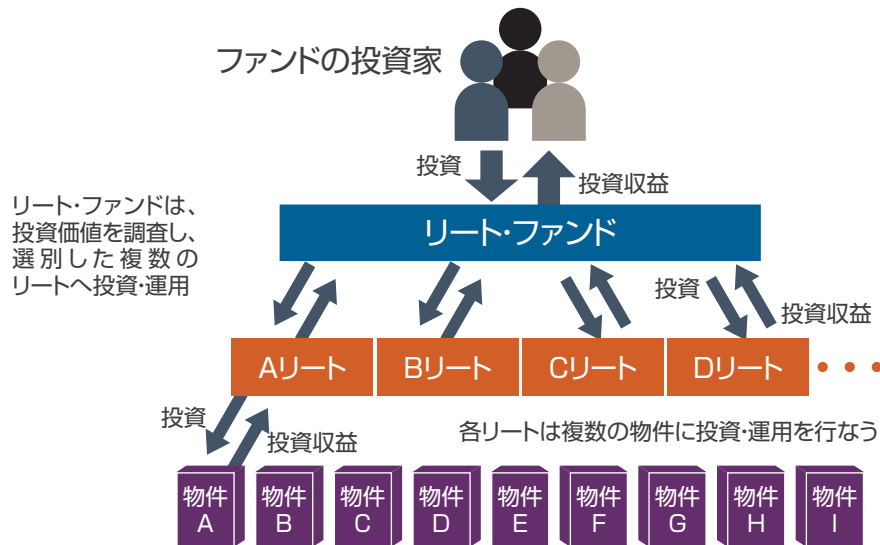 ファンドの投資家
投資
投資収益
リート・ファンドは、
投資価値を調査し、
選別した複数の
リートへ投資・運用
リート・ファンド
投資
投資収益
Aリート
Bリート
Cリート
Dリート
・・・
投資
投資収益
各リートは複数の物件に投資・運用を行なう
物件
A
物件
B
物件
C
物件
D
物件
E
物件
F
物件
G
物件
H
物件
I